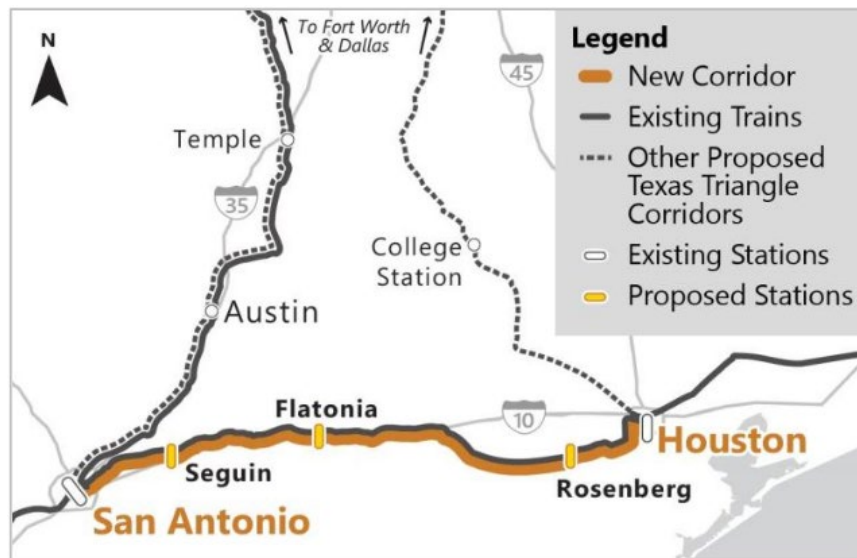 To Fort Worth
& Dallas
N
Legend
New Corridor
Existing Trains
Other Proposed
Texas Triangle
Corridors
Existing Stations
Proposed Stations
45
Temple
35
College
Station
Austin
Flatonia
10
Houston
Seguin
Rosenberg
San Antonio